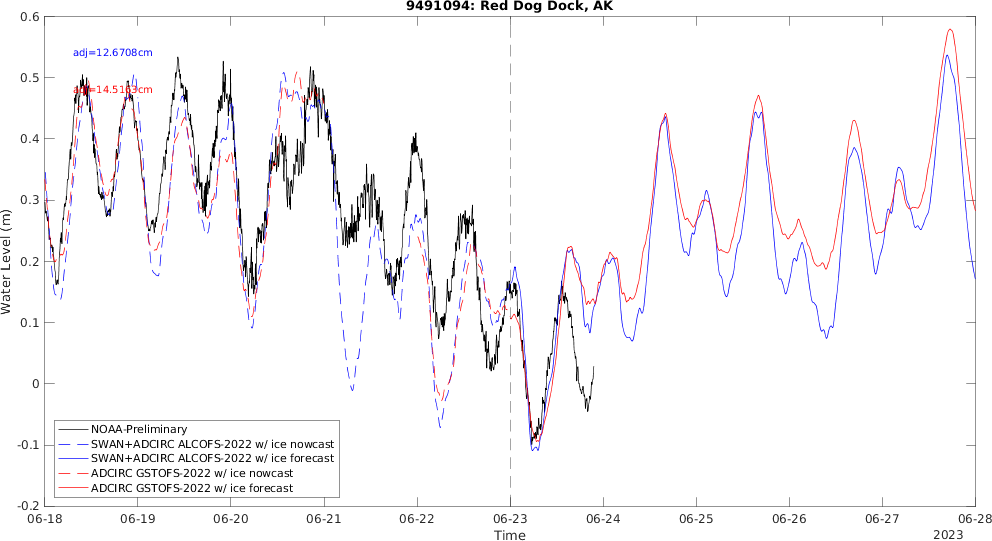 9491094: Red Dog Dock, AK
adj=12.6708cm
adj=14.5163cm
Water Level (m)
0.6
0.5
0.4
0.3
0.2
0.1
0
-0.1
-0.2
NOAA-Preliminary
SWAN+ADCIRC ALCOFS-2022 w/ ice nowcast
SWAN+ADCIRC ALCOFS-2022 w/ ice forecast
ADCIRC GSTOFS-2022 w/ ice nowcast
ADCIRC GSTOFS-2022 w/ ice forecast
06-18 06-19 06-20 06-21 06-22 06-23 06-24 06-25 06-26 06-27 06-28
Time
2023